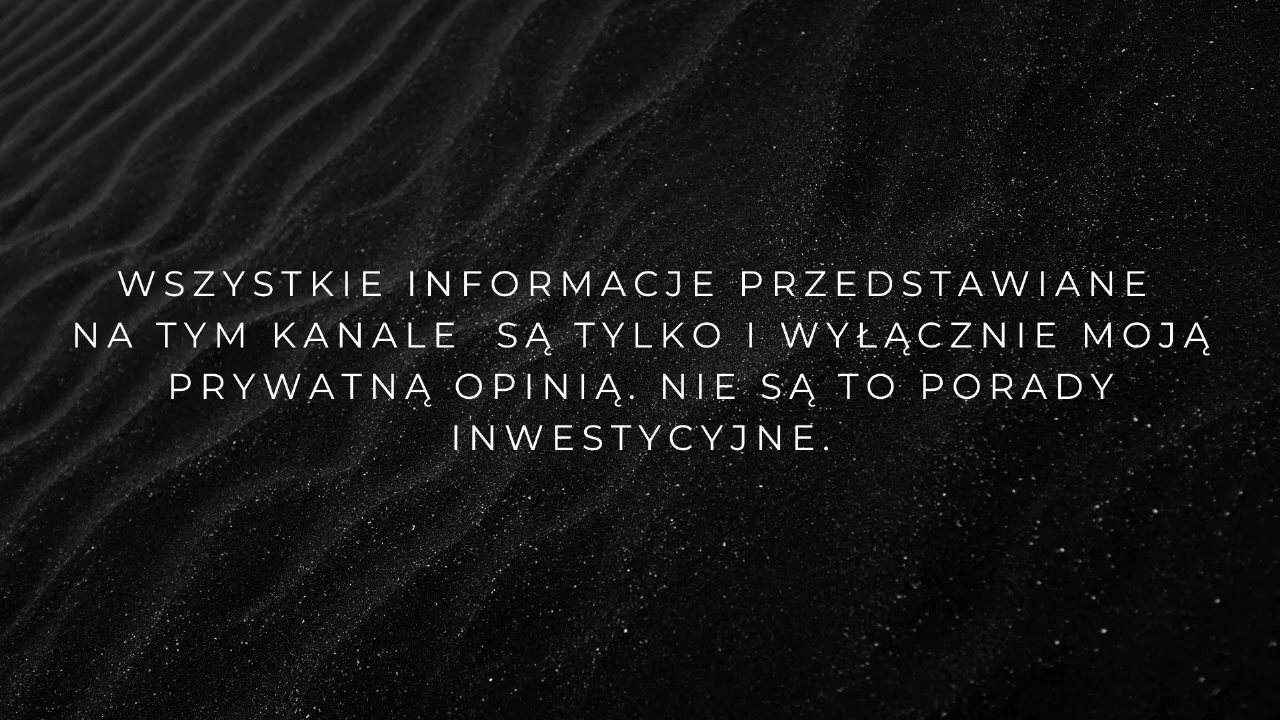 WSZYSTKIE INFORMACJE PRZEDSTAWIANE
NA TYM KANALE SĄ TYLKO I WYŁĄCZNIE MOJĄ
PRYWATNĄ OPINIĄ. NIE SĄ TO PORADY
INWESTYCYJNE.